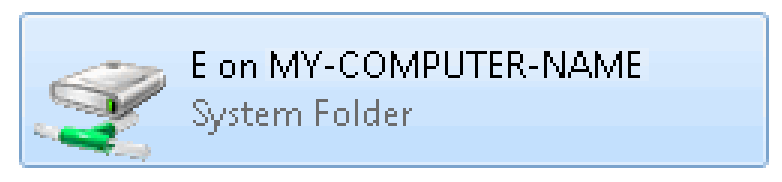 E on MY-COMPUTER-NAME
System Folder